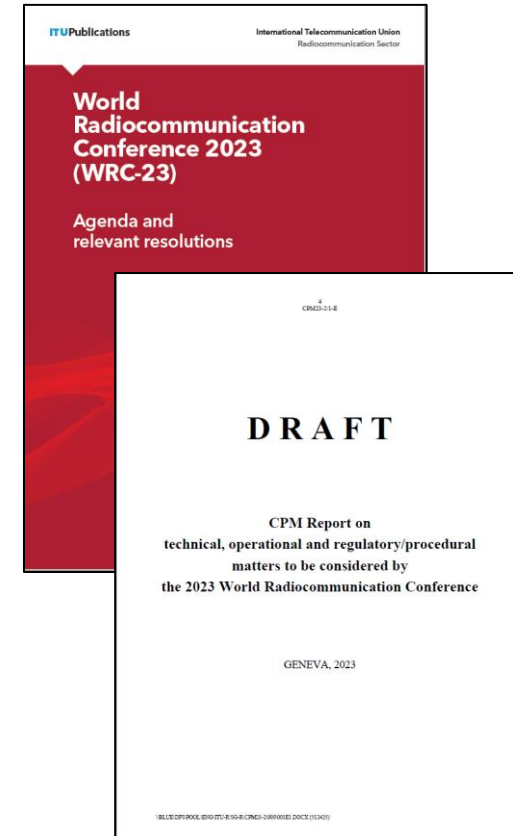 ITUPublications
International Telecommunication Union
Radiocommunication Sector
World
Radiocommunication
Conference 2023
(WRC-23)
Agenda and
relevant resolutions
4
CPM23-2/1-E
D R A F T
CPM Report on
technical, operational and regulatory/procedural
matters to be considered by
the 2023 World Radiocommunication Conference
GENEVA, 2023